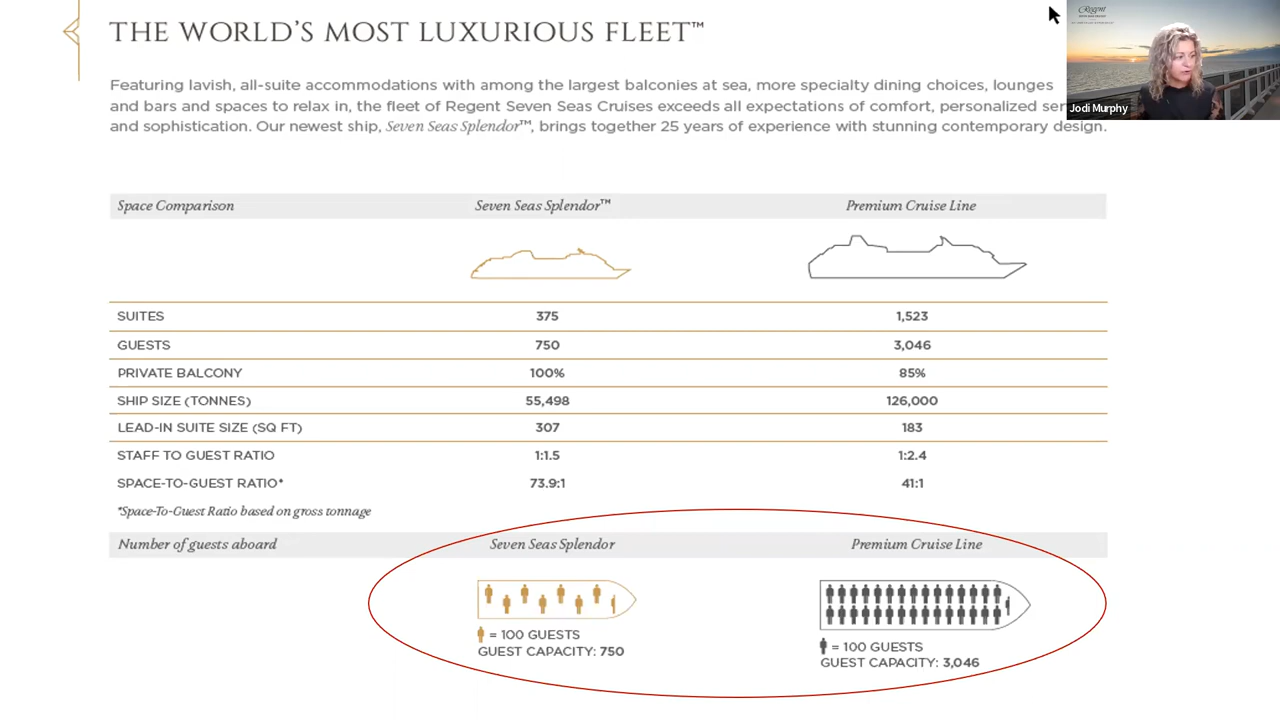 THE WORLD'S MOST LUXURIOUS FLEET™
Regent
Featuring lavish, all-suite accommodations with among the largest balconies at sea, more specialty dining choices, lounges
and bars and spaces to relax in, the fleet of Regent Seven Seas Cruises exceeds all expectations of comfort, personalized ser
Jodi Murphy
and sophistication. Our newest ship, Seven Seas Splendor™, brings together 25 years of experience with stunning contemporary design.
Space Comparison Seven Seas Splendor™ Premium Cruise Line
SUITES 375 1,523
GUESTS 750 3,046
PRIVATE BALCONY 100% 85%
SHIP SIZE (TONNES) 55,498 126,000
LEAD-IN SUITE SIZE (SQ FT) 307 183
STAFF TO GUEST RATIO 1:1.5 1:2.4
SPACE-TO-GUEST RATIO* 73.9:1 41:1
*Space-To-Guest Ratio based on gross tonnage
Number of guests aboard Seven Seas Splendor Premium Cruise Line
= 100 GUESTS
GUEST CAPACITY: 750
= 100 GUESTS
GUEST CAPACITY: 3,046